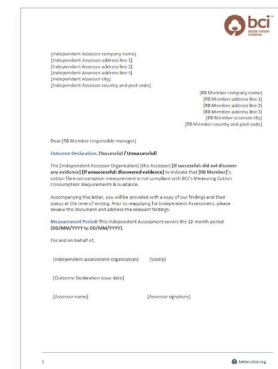 bci
[Independent Assessor company name]
[Independent Assessor address line 1]
[Independent Assessor address line 2]
[Independent Assessor address line 3]
[Independent Assessor city]
[Independent Assessor country and post code]
[RB Member company name]
[RB Member address line 1]
[RB Member address line 2]
[RB Member address line 3]
[RB Member assessor city]
[RB Member country and post code]
Dear [RB Member responsible manager]
Outcome Declaration: [Successful / Unsuccessful]
The [Independent Assessor Organisation] (the Assessor) [if successful: did not discover
any evidence] [if unsuccessful: discovered evidence] to indicate that [RB Member]'s
cotton fibre consumption measurement is not compliant with BCI's Measuring Cotton
Consumption: Requirements & Guidance.
Accompanying the letter, you will be provided with a copy of our findings and their
status at the time of writing. Prior to reapplying for Independent Assessment, please
review this document and address the relevant findings.
Measurement Period: This Independent Assessment covers the 12-month period
[DD/MM/YYYY to DD/MM/YYYY].
For and on behalf of,
[Independent Assessment organisation] [Stamp]
[Outcome Declaration issue date]
[Assessor name] [Assessor signature]
bettercotton.org